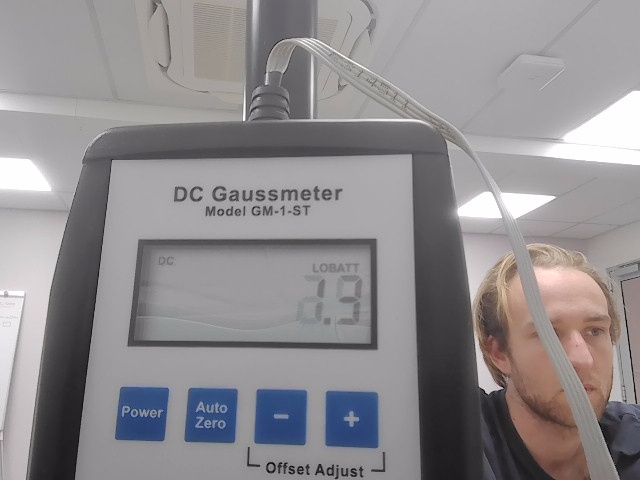 DC Gaussmeter
Model GM-1-ST
DC
LOBATT
Power
Auto
Zero
−
+
Offset Adjust